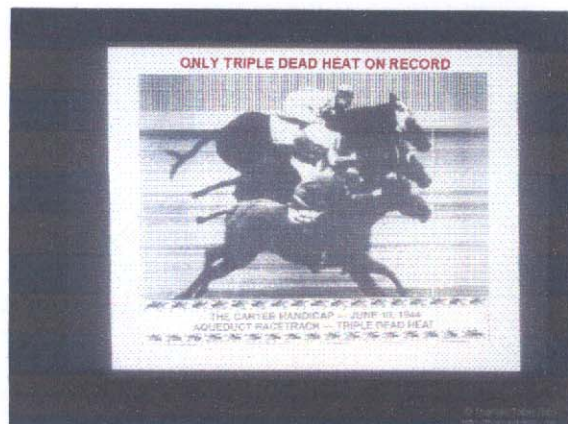 ONLY TRIPLE DEAD HEAT ON RECORD
THE CARTER HANDICAP — JUNE 10, 1944
AQUEDUCT RACETRACK — TRIPLE DEAD HEAT